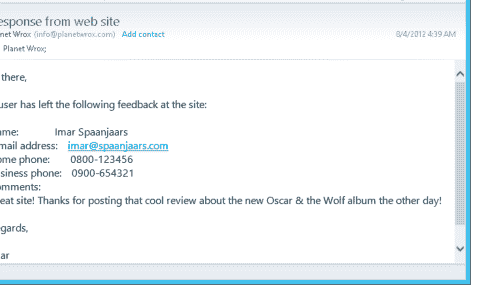 esponse from web site
net Wrox (info@planetwrox.com) Add contact 8/4/2012 4:39 AM
Planet Wrox;
there,
user has left the following feedback at the site:
ame: Imar Spaanjaars
mail address: imar@spaanjaars.com
ome phone: 0800-123456
siness phone: 0900-654321
omments:
eat site! Thanks for posting that cool review about the new Oscar & the Wolf album the other day!
gards,
ar